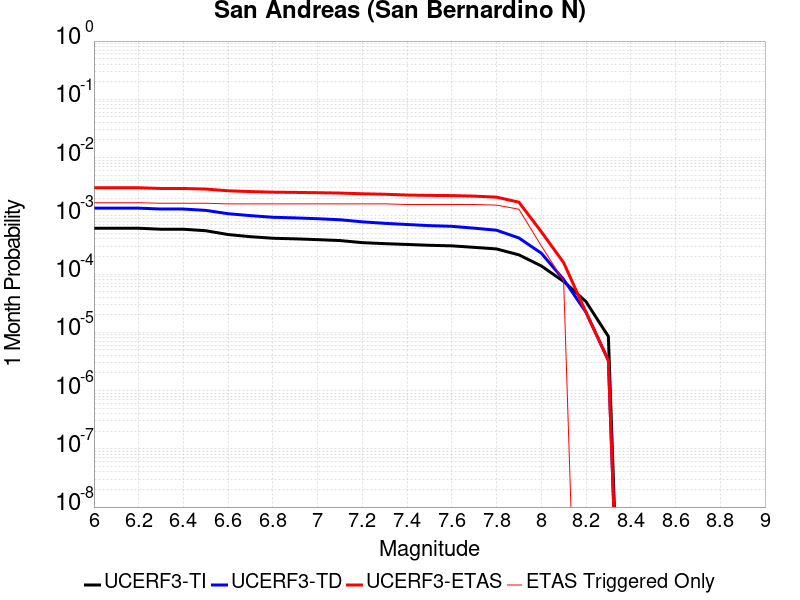 San Andreas (San Bernardino N)
10^0
10^-1
10^-2
10^-3
10^-4
10^-5
10^-6
10^-7
10^-8
1 Month Probability
6 6.2 6.4 6.6 6.8 7 7.2 7.4 7.6 7.8 8 8.2 8.4 8.6 8.8 9
Magnitude
UCERF3-TI UCERF3-TD UCERF3-ETAS ETAS Triggered Only